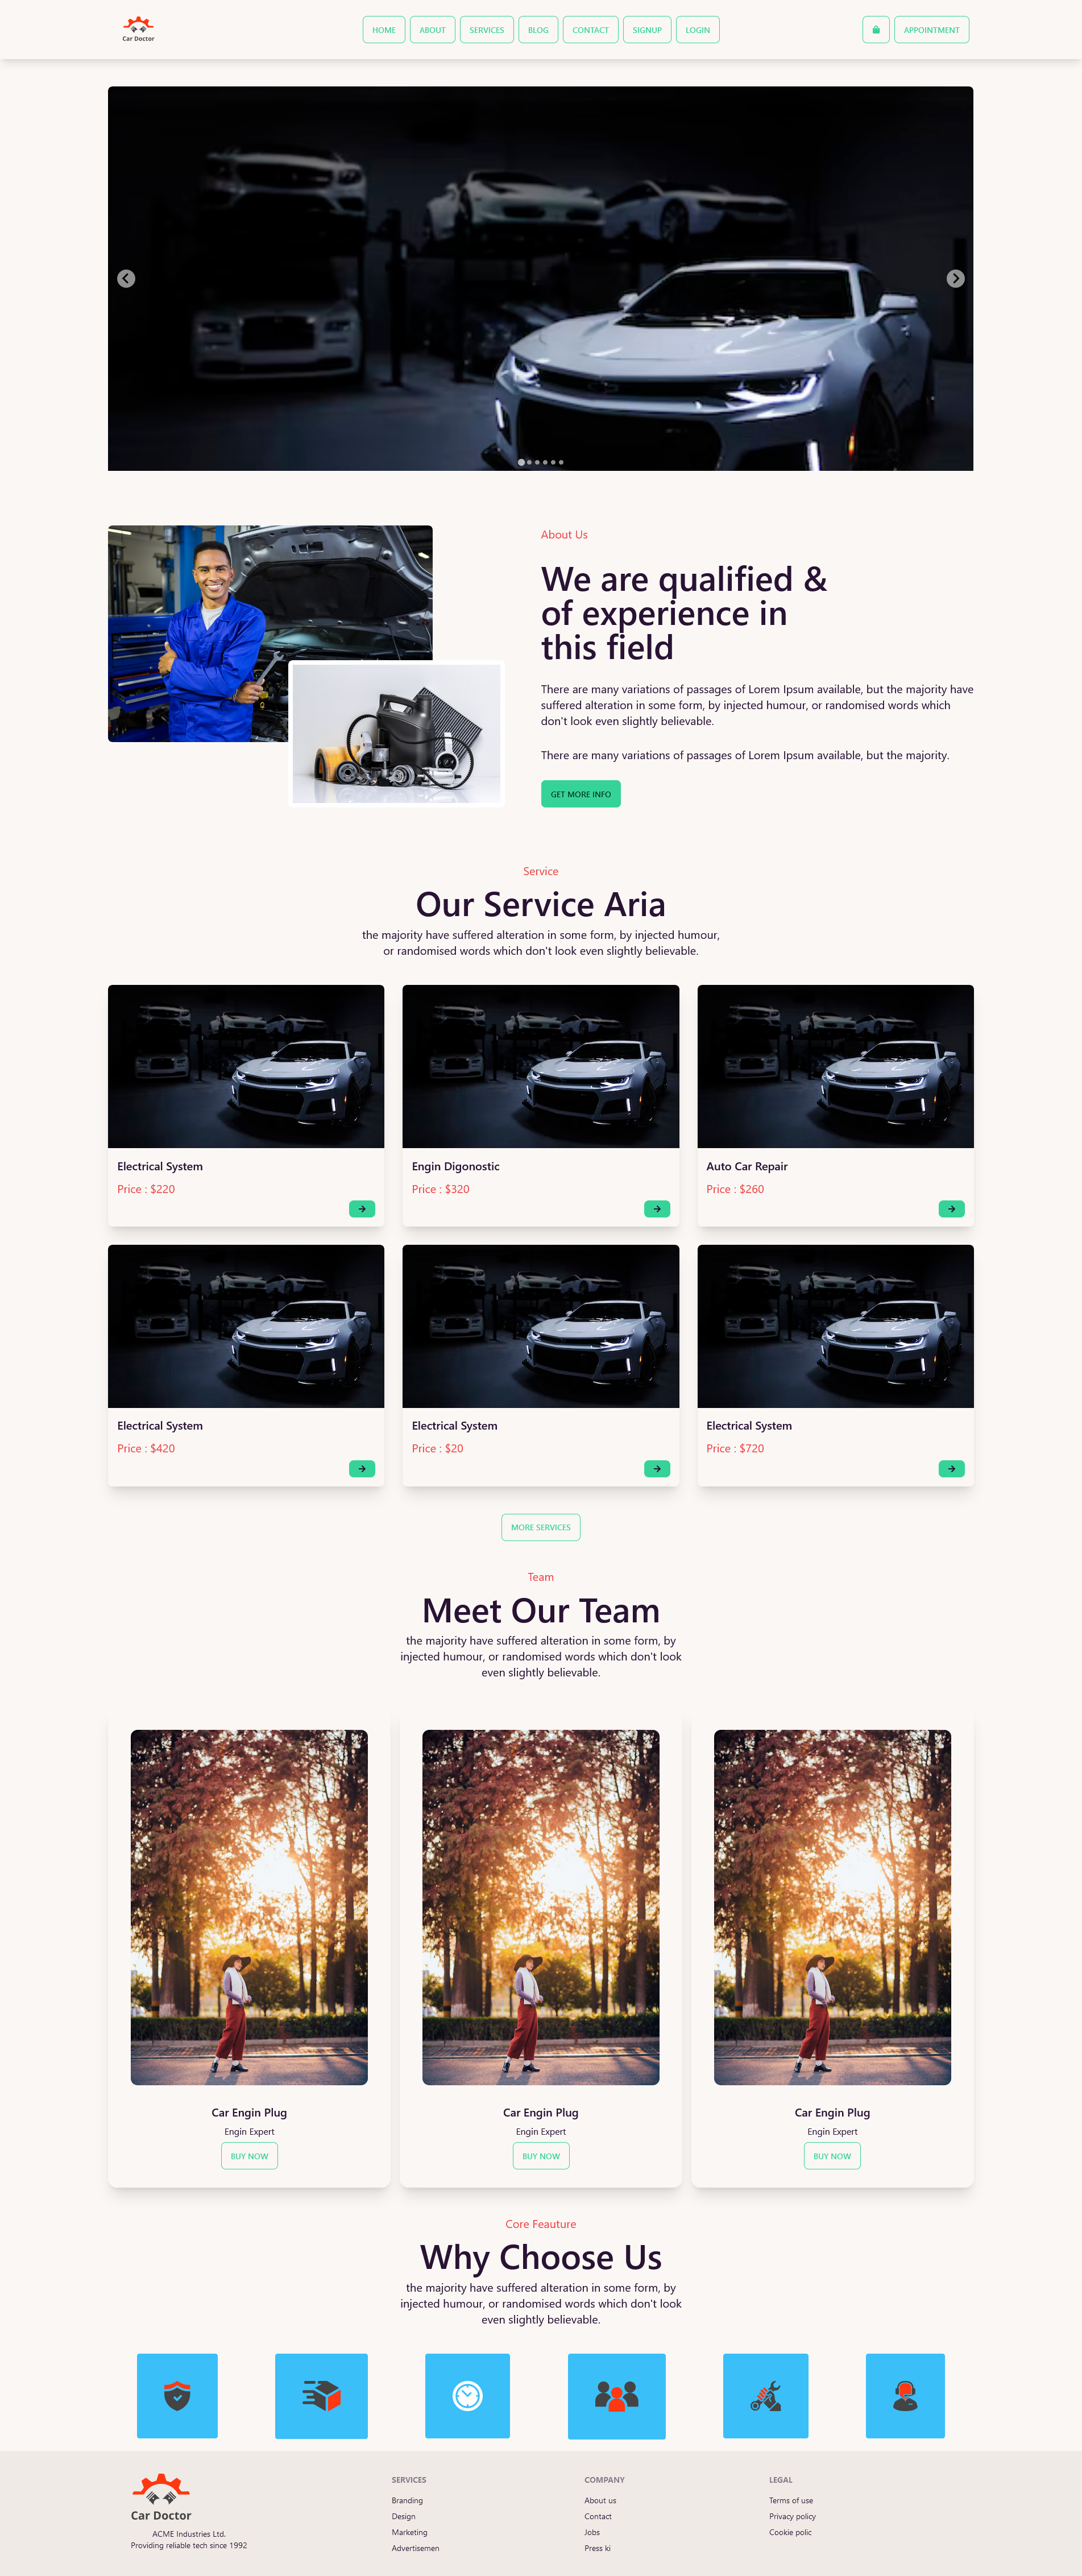 Car Doctor
HOME
ABOUT
SERVICES
BLOG
CONTACT
SIGNUP
LOGIN
APPOINTMENT
About Us
We are qualified &
of experience in
this field
There are many variations of passages of Lorem Ipsum available, but the majority have
suffered alteration in some form, by injected humour, or randomised words which
don't look even slightly believable.
There are many variations of passages of Lorem Ipsum available, but the majority.
GET MORE INFO
Service
Our Service Aria
the majority have suffered alteration in some form, by injected humour,
or randomised words which don't look even slightly believable.
Electrical System
Price : $220
Engin Digonostic
Price : $320
Auto Car Repair
Price : $260
Electrical System
Price : $420
Electrical System
Price : $20
Electrical System
Price : $720
MORE SERVICES
Team
Meet Our Team
the majority have suffered alteration in some form, by
injected humour, or randomised words which don't look
even slightly believable.
Car Engin Plug
Engin Expert
BUY NOW
Car Engin Plug
Engin Expert
BUY NOW
Car Engin Plug
Engin Expert
BUY NOW
Core Feauture
Why Choose Us
the majority have suffered alteration in some form, by
injected humour, or randomised words which don't look
even slightly believable.
Car Doctor
ACME Industries Ltd.
Providing reliable tech since 1992
SERVICES
Branding
Design
Marketing
Advertisemen
COMPANY
About us
Contact
Jobs
Press ki
LEGAL
Terms of use
Privacy policy
Cookie polic